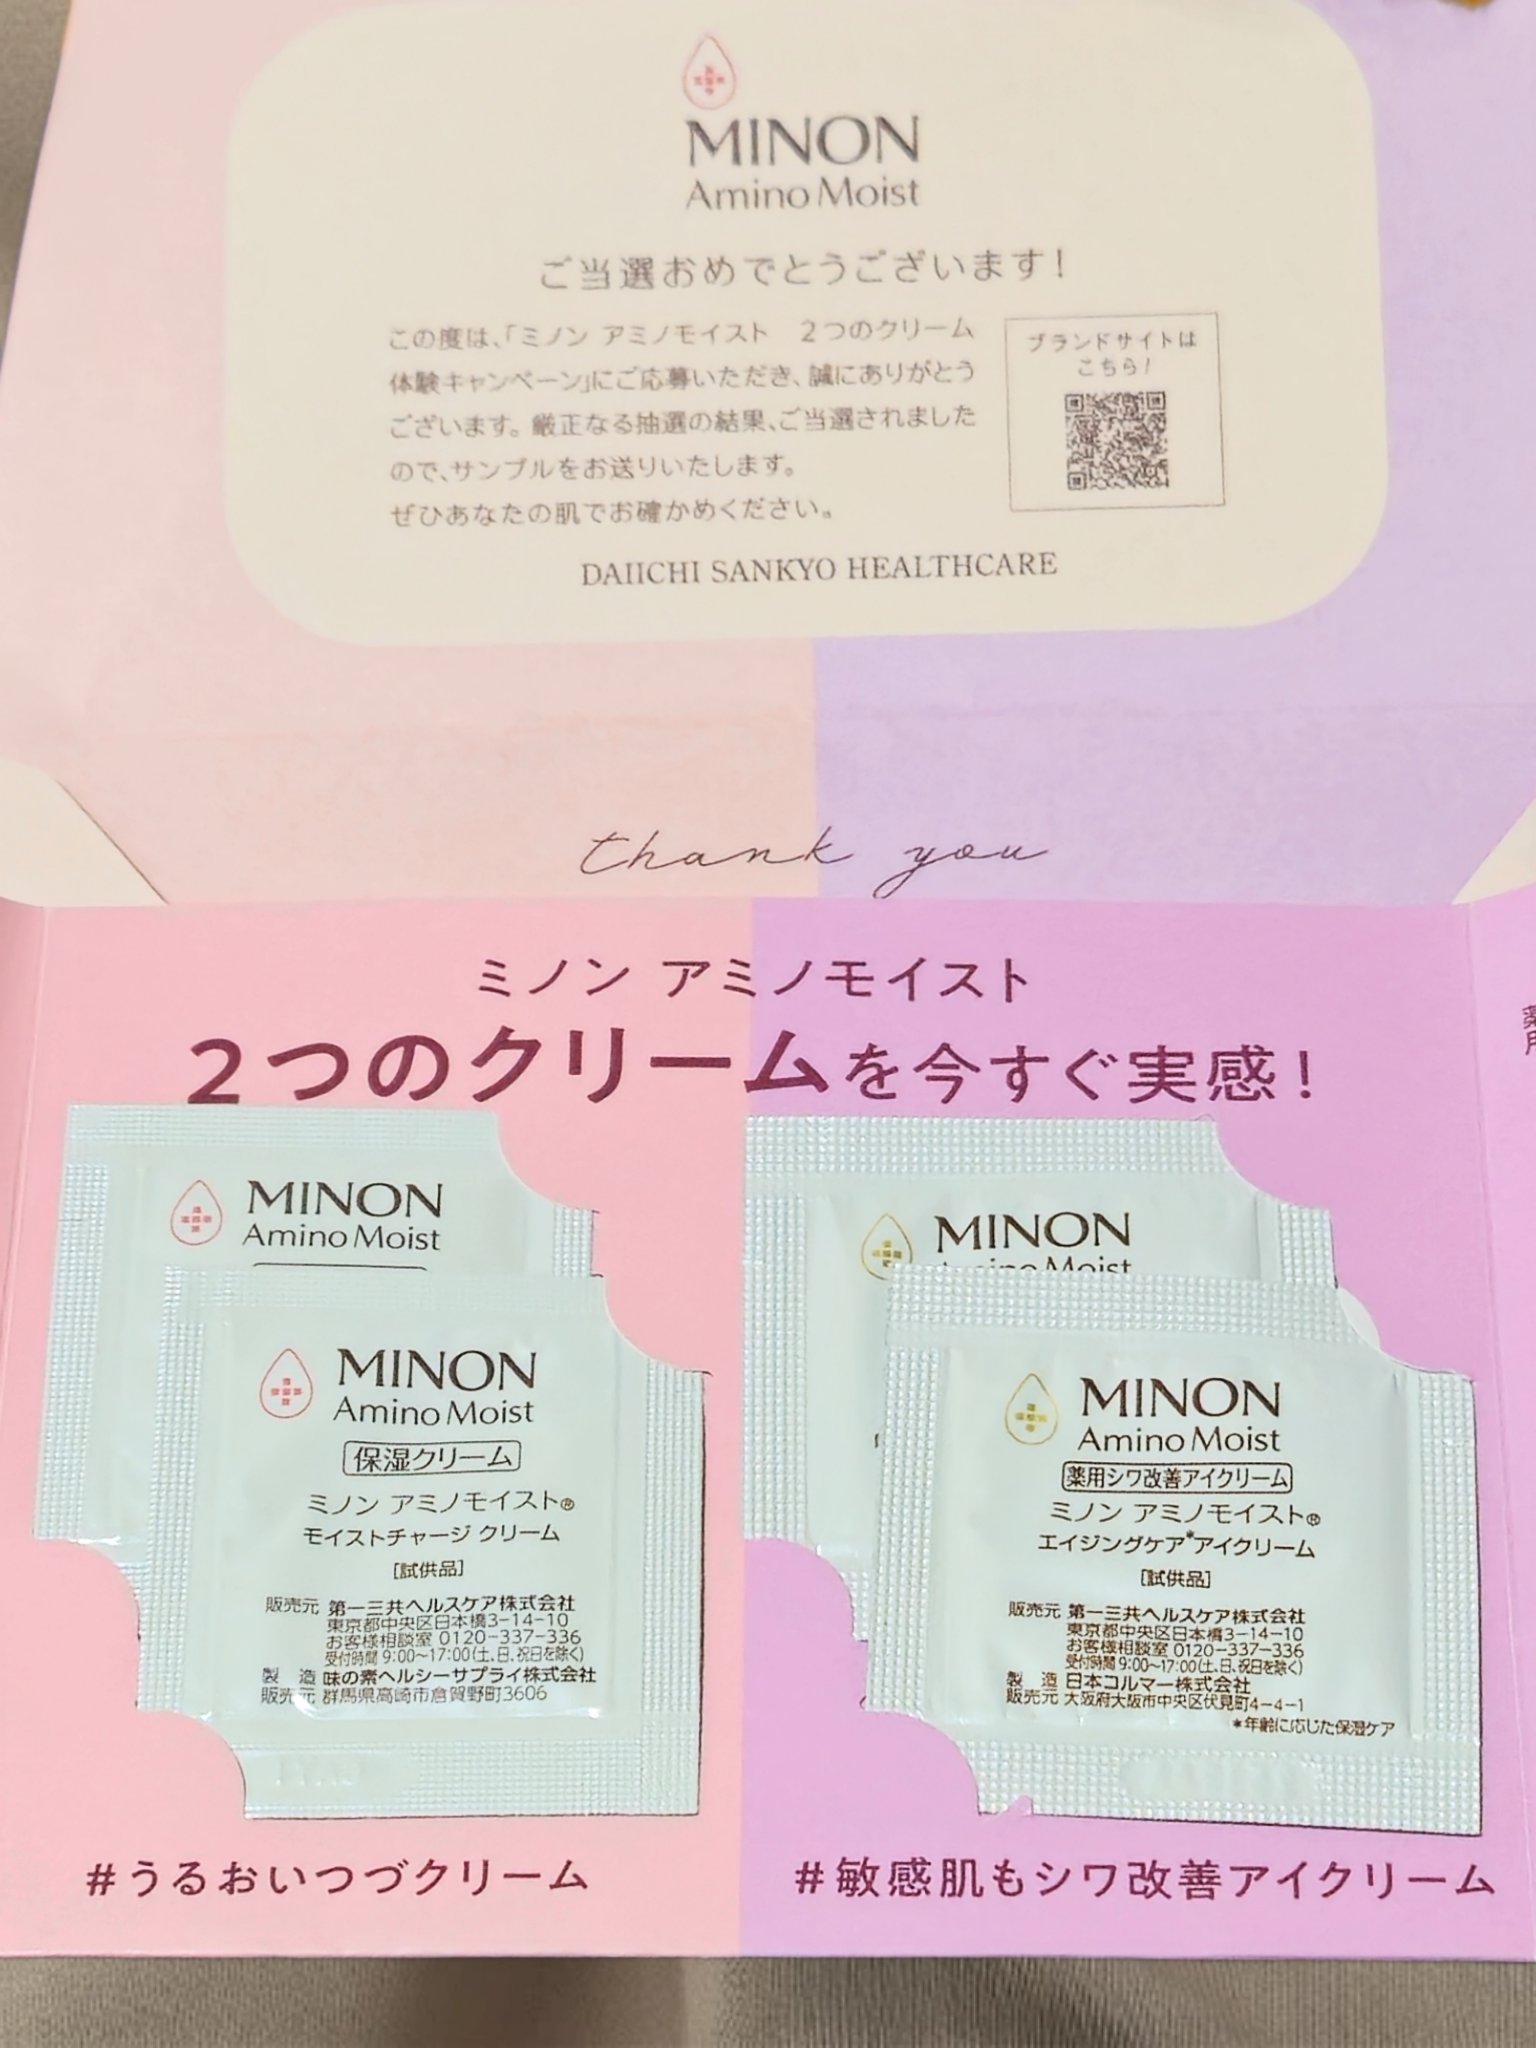 MINON
Amino Moist
ご当選おめでとうございます!
この度は、「ミノン アミノモイスト 2つのクリーム
体験キャンペーン」にご応募いただき、誠にありがとう
ございます。厳正なる抽選の結果、ご当選されました
ので、サンプルをお送りいたします。
ぜひあなたの肌でお確かめください。
ブランドサイトは
こちら!
DAIICHI SANKYO HEALTHCARE
thank you
ミノン アミノモイスト
2つのクリームを今すぐ実感!
MINON
Amino Moist
MINON
Amino Moist
保湿クリーム
ミノン アミノモイスト®
モイストチャージ クリーム
[試供品]
販売元 第一三共ヘルスケア株式会社
東京都中央区日本橋3-14-10
お客様相談室 0120-337-336
受付時間 9:00~17:00(土、日、祝日を除く)
製造 味の素ヘルシーサプライ株式会社
販売元 群馬県高崎市倉賀野町3606
#うるおいつづクリーム
MINON
Amino Moist
MINON
Amino Moist
薬用シワ改善アイクリーム
ミノン アミノモイスト®
エイジングケア*アイクリーム
[試供品]
販売元 第一三共ヘルスケア株式会社
東京都中央区日本橋3-14-10
お客様相談室 0120-337-336
受付時間 9:00~17:00(土、日、祝日を除く)
製造 日本コルマー株式会社
販売元 大阪府大阪市中央区伏見町4-4-1
*年齢に応じた保湿ケア
#敏感肌もシワ改善アイクリーム
薬用